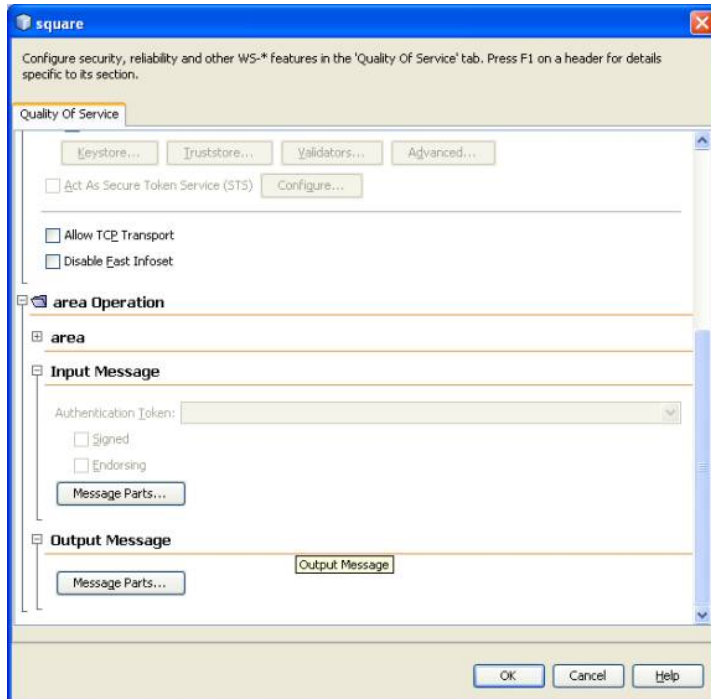 square
Configure security, reliability and other WS-* features in the 'Quality Of Service' tab. Press F1 on a header for details
specific to its section.
Quality Of Service
Keystore... Truststore... Validators... Advanced...
Act As Secure Token Service (STS) Configure...
Allow TCP Transport
Disable Fast Infoset
area Operation
area
Input Message
Authentication Token:
Signed
Endorsing
Message Parts...
Output Message
Output Message
Message Parts...
OK Cancel Help